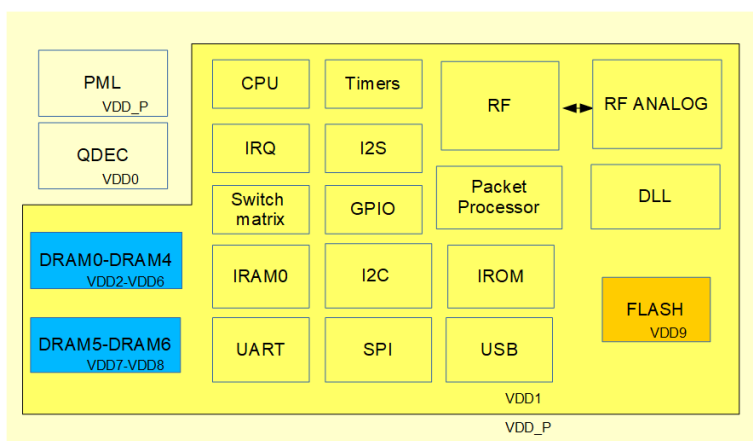 PML
VDD_P
QDEC
VDD0
CPU
Timers
RF
RF ANALOG
IRQ
I2S
Switch
matrix
GPIO
Packet
Processor
DLL
DRAM0-DRAM4
VDD2-VDD6
IRAM0
I2C
IROM
FLASH
VDD9
DRAM5-DRAM6
VDD7-VDD8
UART
SPI
USB
VDD1
VDD_P